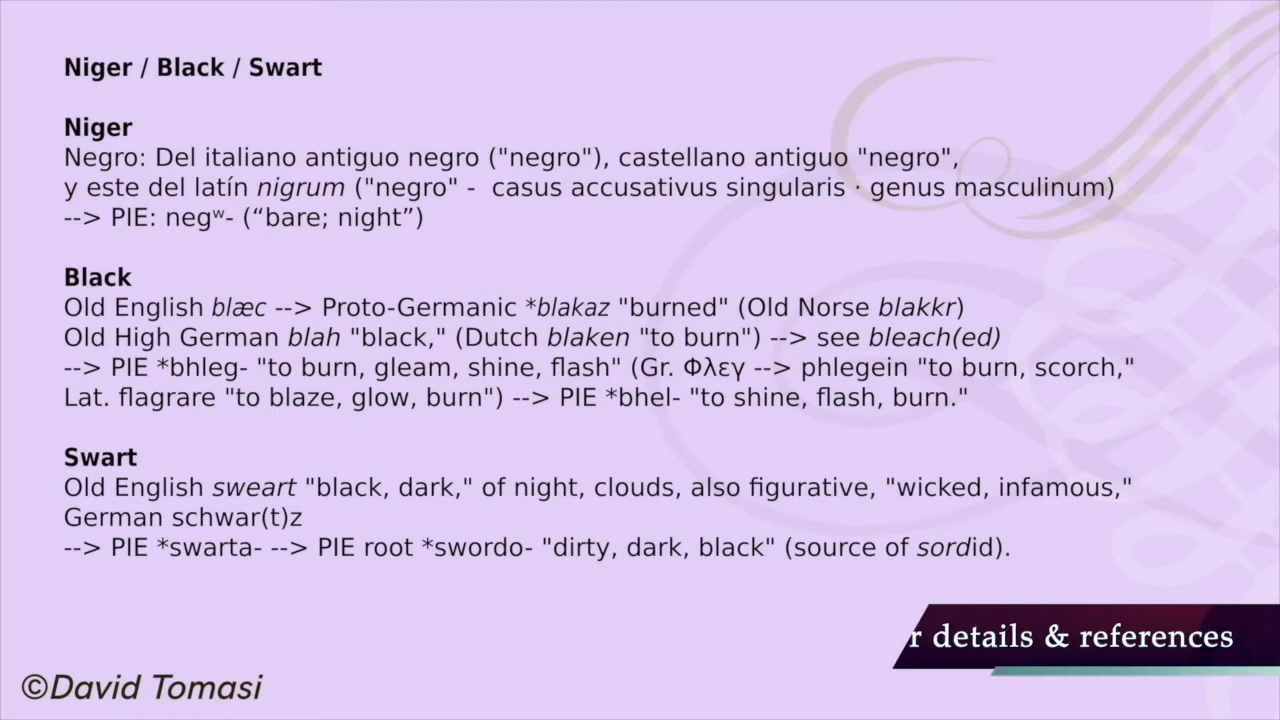 Niger / Black / Swart
Niger
Negro: Del italiano antiguo negro ("negro"), castellano antiguo "negro",
y este del latín nigrum ("negro" - casus accusativus singularis · genus masculinum)
--> PIE: negʷ- (“bare; night”)
Black
Old English blæc --> Proto-Germanic *blakaz "burned" (Old Norse blakkr)
Old High German blah "black," (Dutch blaken "to burn") --> see bleach(ed)
--> PIE *bhleg- "to burn, gleam, shine, flash" (Gr. Φλεγ --> phlegein "to burn, scorch,"
Lat. flagrare "to blaze, glow, burn") --> PIE *bhel- "to shine, flash, burn."
Swart
Old English sweart "black, dark," of night, clouds, also figurative, "wicked, infamous,"
German schwar(t)z
--> PIE *swarta- --> PIE root *swordo- "dirty, dark, black" (source of sordid).
r details & references
©David Tomasi